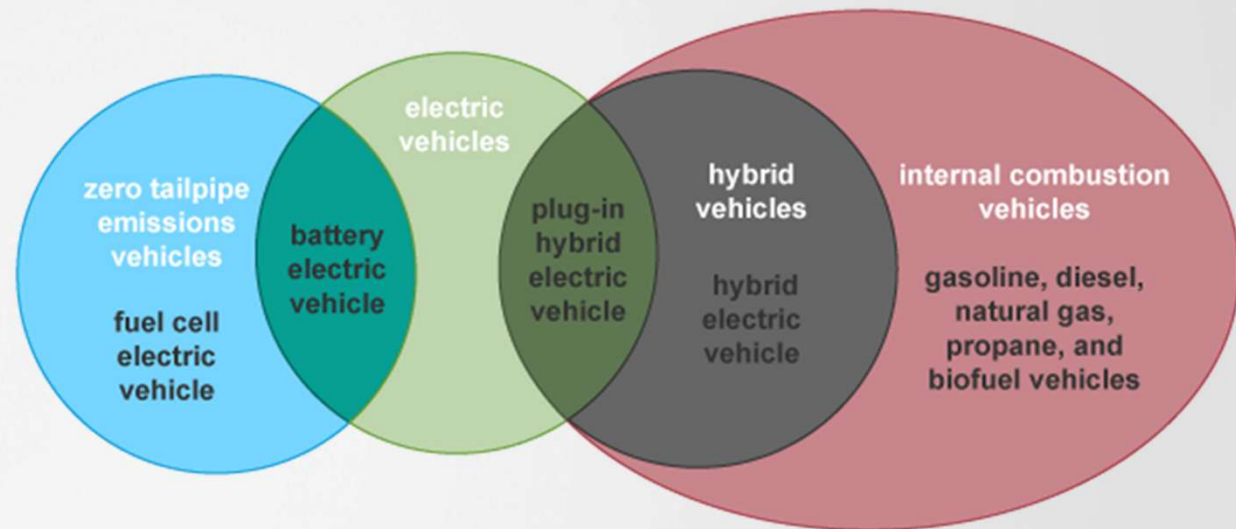 zero tailpipe
emissions
vehicles
fuel cell
electric
vehicle
battery
electric
vehicle
electric
vehicles
plug-in
hybrid
electric
vehicle
hybrid
vehicles
hybrid
electric
vehicle
internal combustion
vehicles
gasoline, diesel,
natural gas,
propane, and
biofuel vehicles